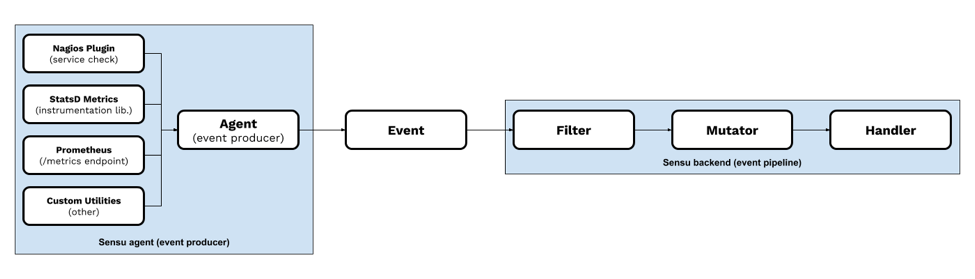 Nagios Plugin
(service check)
StatsD Metrics
(instrumentation lib.)
Prometheus
(/metrics endpoint)
Custom Utilities
(other)
Sensu agent (event producer)
Agent
(event producer)
Event
Filter
Mutator
Handler
Sensu backend (event pipeline)